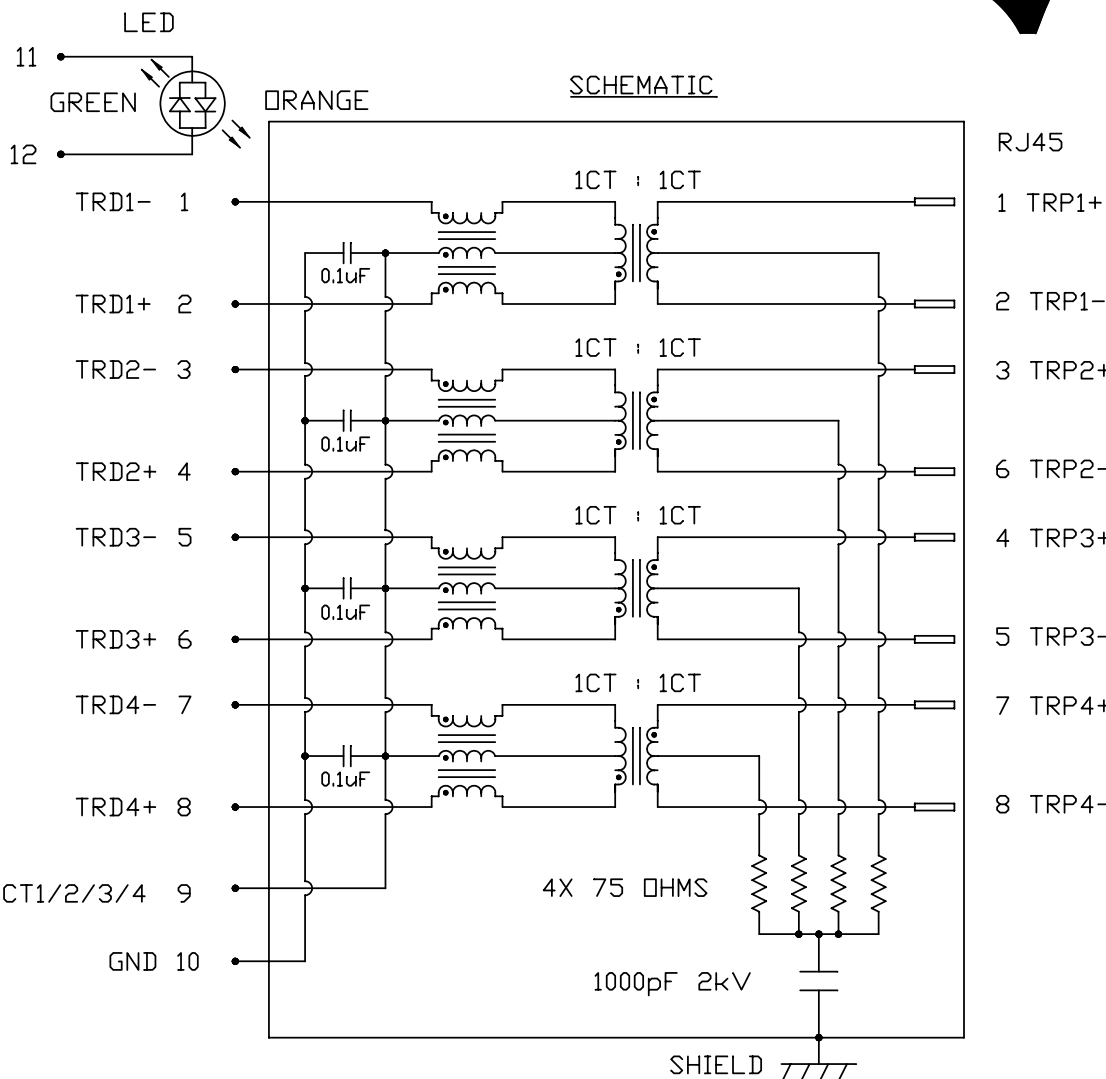 LED
11
GREEN
ORANGE
SCHEMATIC
12
RJ45
1CT : 1CT
TRD1- 1
1 TRP1+
0.1uF
TRD1+ 2
2 TRP1-
1CT : 1CT
TRD2- 3
3 TRP2+
0.1uF
TRD2+ 4
6 TRP2-
1CT : 1CT
TRD3- 5
4 TRP3+
0.1uF
TRD3+ 6
5 TRP3-
1CT : 1CT
TRD4- 7
7 TRP4+
0.1uF
TRD4+ 8
8 TRP4-
CT1/2/3/4 9
4X 75 OHMS
GND 10
1000pF 2kV
SHIELD